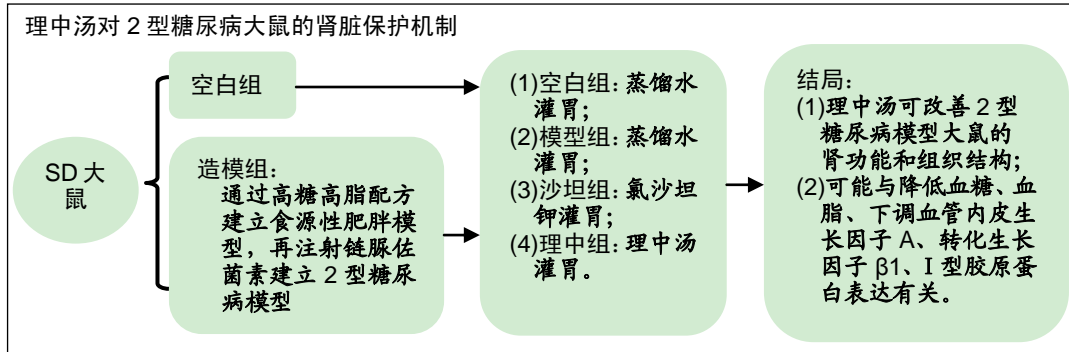 理中汤对 2 型糖尿病大鼠的肾脏保护机制
SD 大
鼠
空白组
造模组：
通过高糖高脂配方
建立食源性肥胖模
型，再注射链脲佐
菌素建立 2 型糖尿
病模型
(1)空白组：蒸馏水
灌胃；
(2)模型组：蒸馏水
灌胃；
(3)沙坦组：氯沙坦
钾灌胃；
(4)理中组：理中汤
灌胃。
结局：
(1)理中汤可改善 2 型
糖尿病模型大鼠的
肾功能和组织结构；
(2)可能与降低血糖、血
脂、下调血管内皮生
长因子 A、转化生长
因子 β1、I 型胶原蛋
白表达有关。